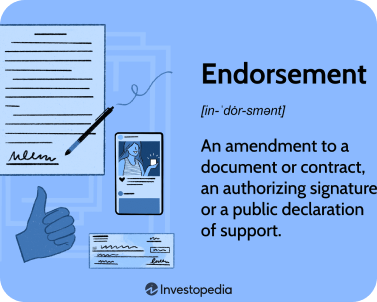 Endorsement
[in-ˈdȯr-smənt]
An amendment to a
document or contract,
an authorizing signature
or a public declaration
of support.
Investopedia